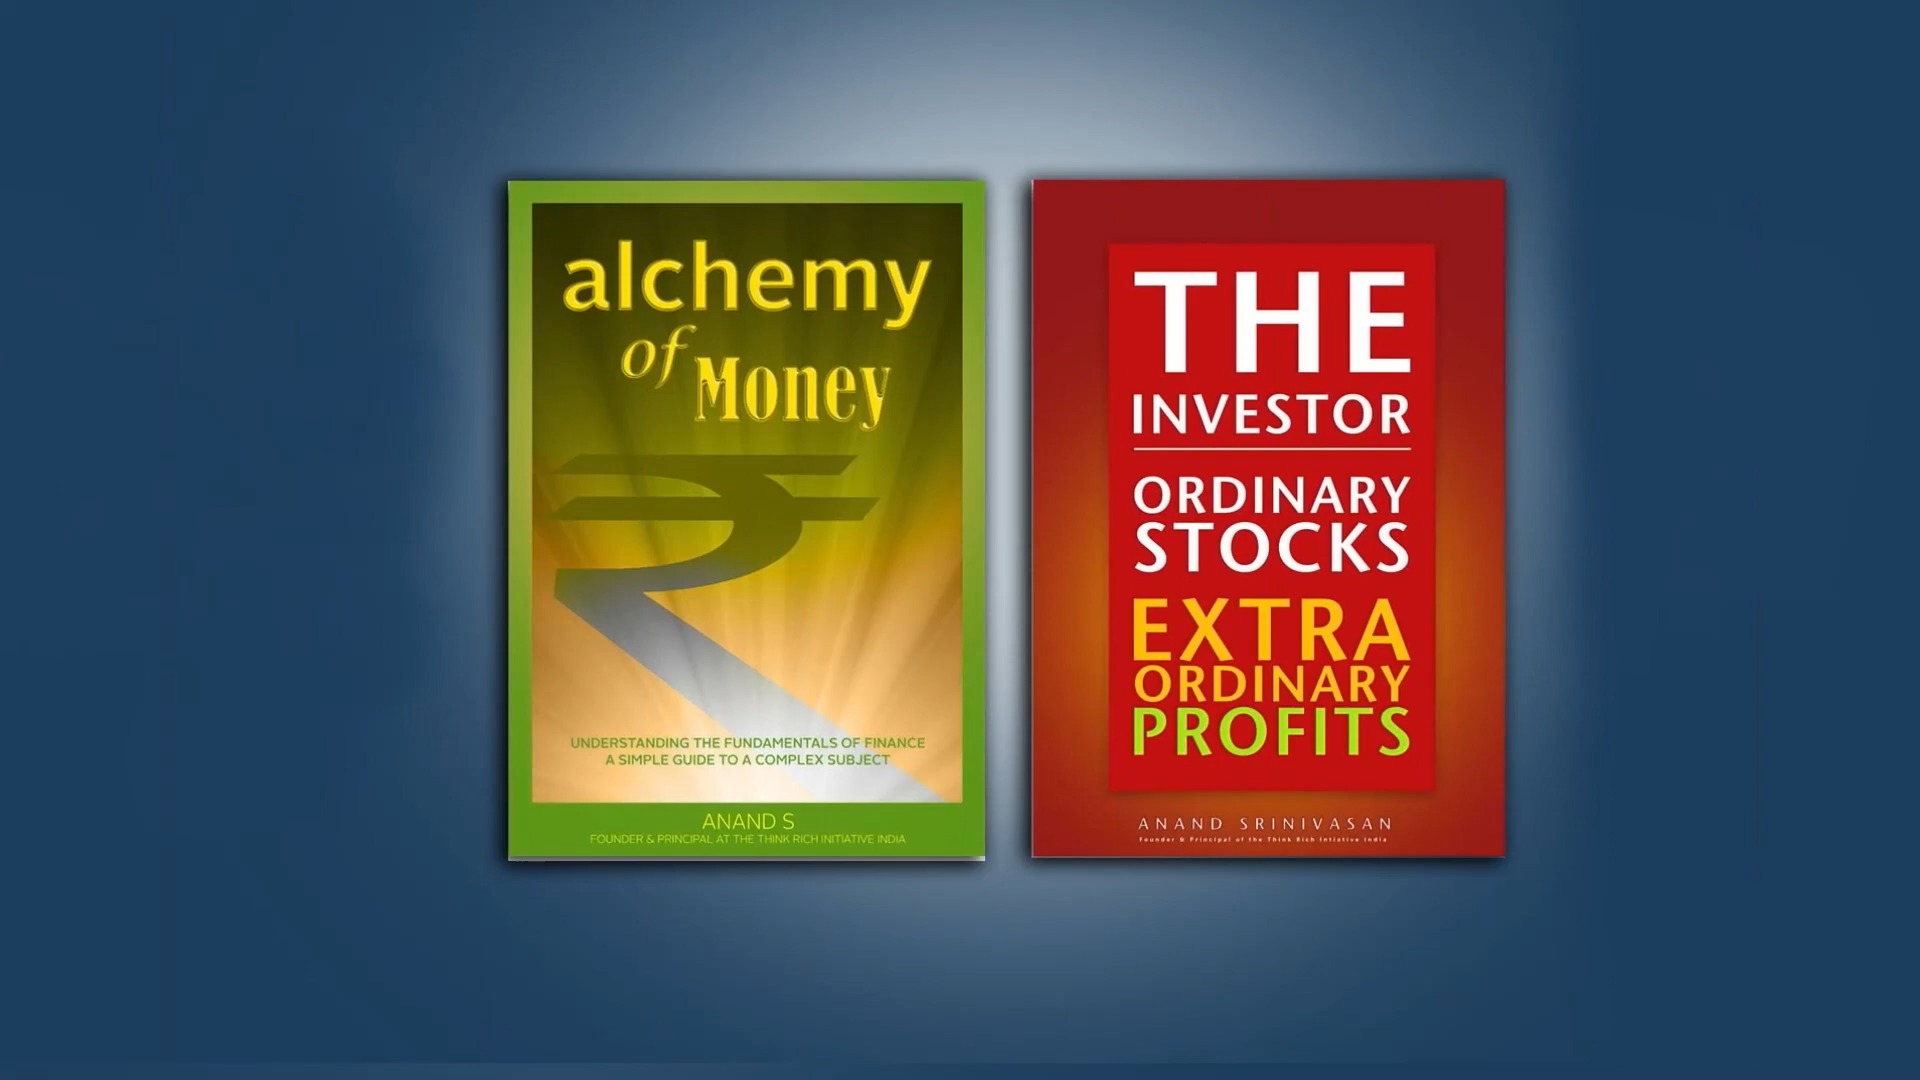 alchemy
of Money
UNDERSTANDING THE FUNDAMENTALS OF FINANCE
A SIMPLE GUIDE TO A COMPLEX SUBJECT
ANAND S
FOUNDER & PRINCIPAL AT THE THINK RICH INITIATIVE INDIA
THE
INVESTOR
ORDINARY
STOCKS
EXTRA
ORDINARY
PROFITS
ANAND SRINIVASAN
Founder & Principal of the Think Rich Intiative India